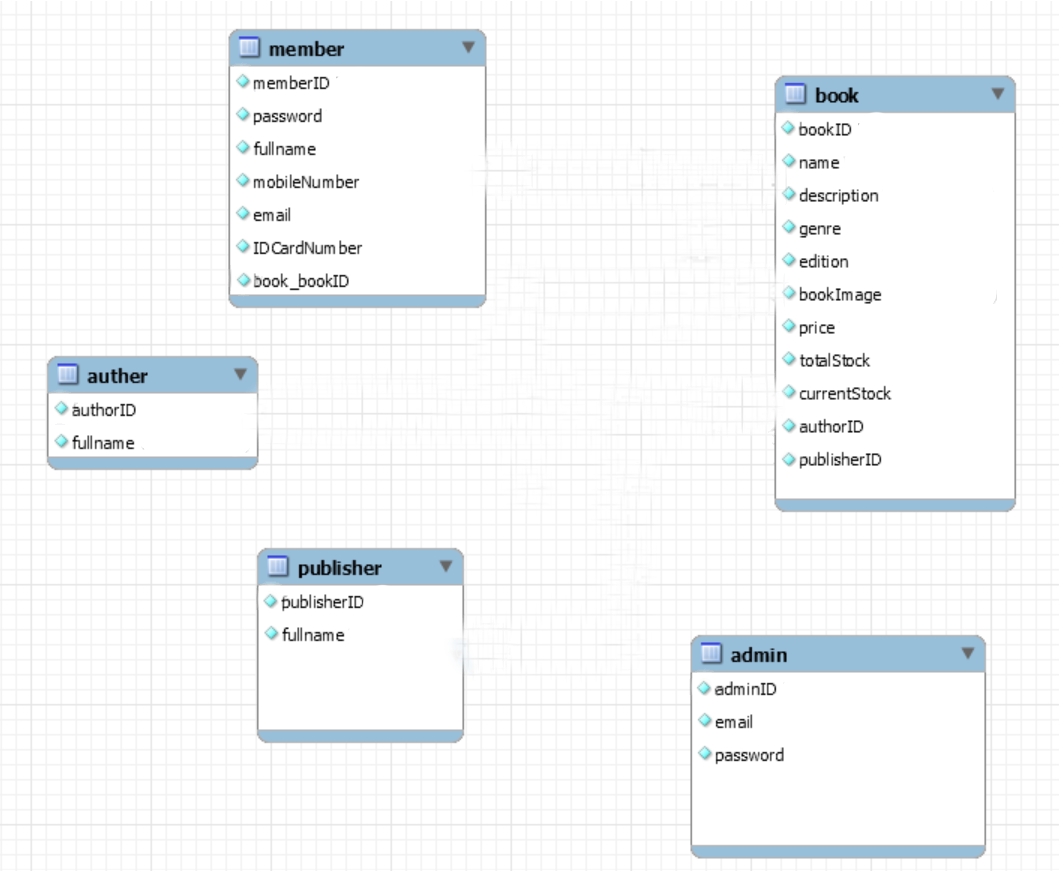 member
memberID
password
fullname
mobileNumber
email
IDCardNumber
book_bookID
book
bookID
name
description
genre
edition
bookImage
price
totalStock
currentStock
authorID
publisherID
auther
authorID
fullname
publisher
publisherID
fullname
admin
adminID
email
password